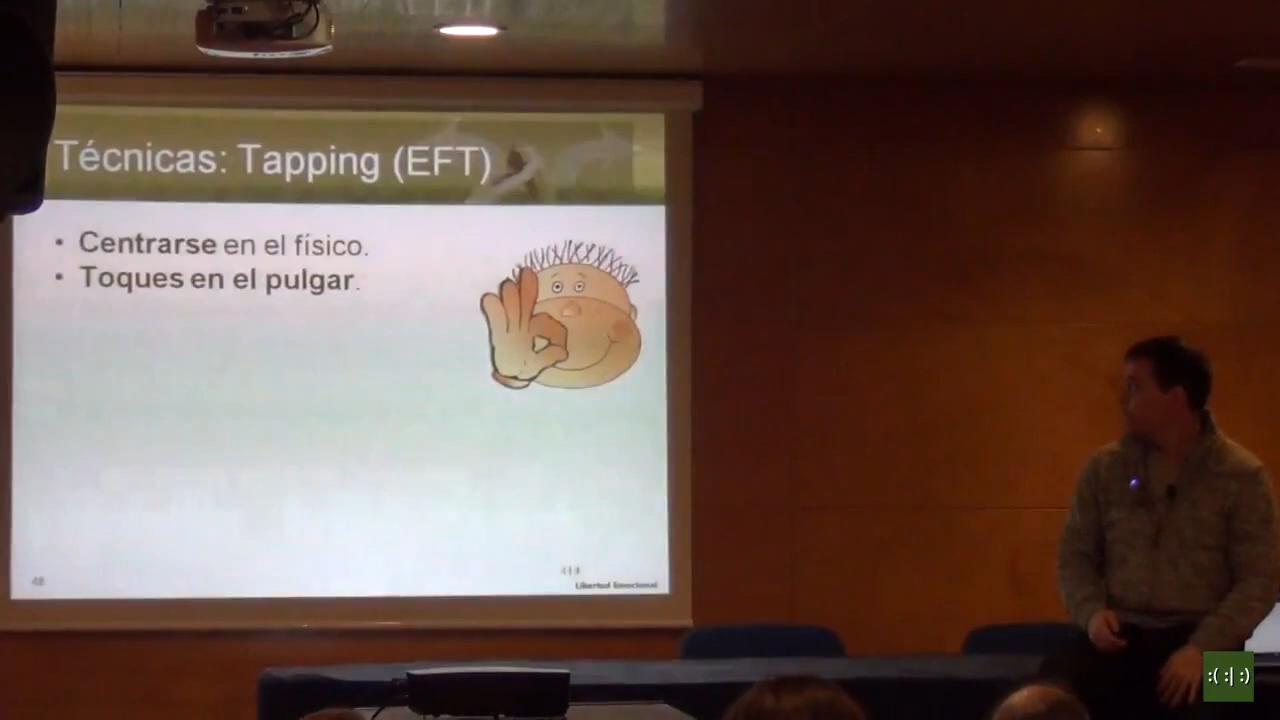 Técnicas: Tapping (EFT)
• Centrarse en el físico.
• Toques en el pulgar.
48
:( :| :)
Libertad Emocional
:( :| :)